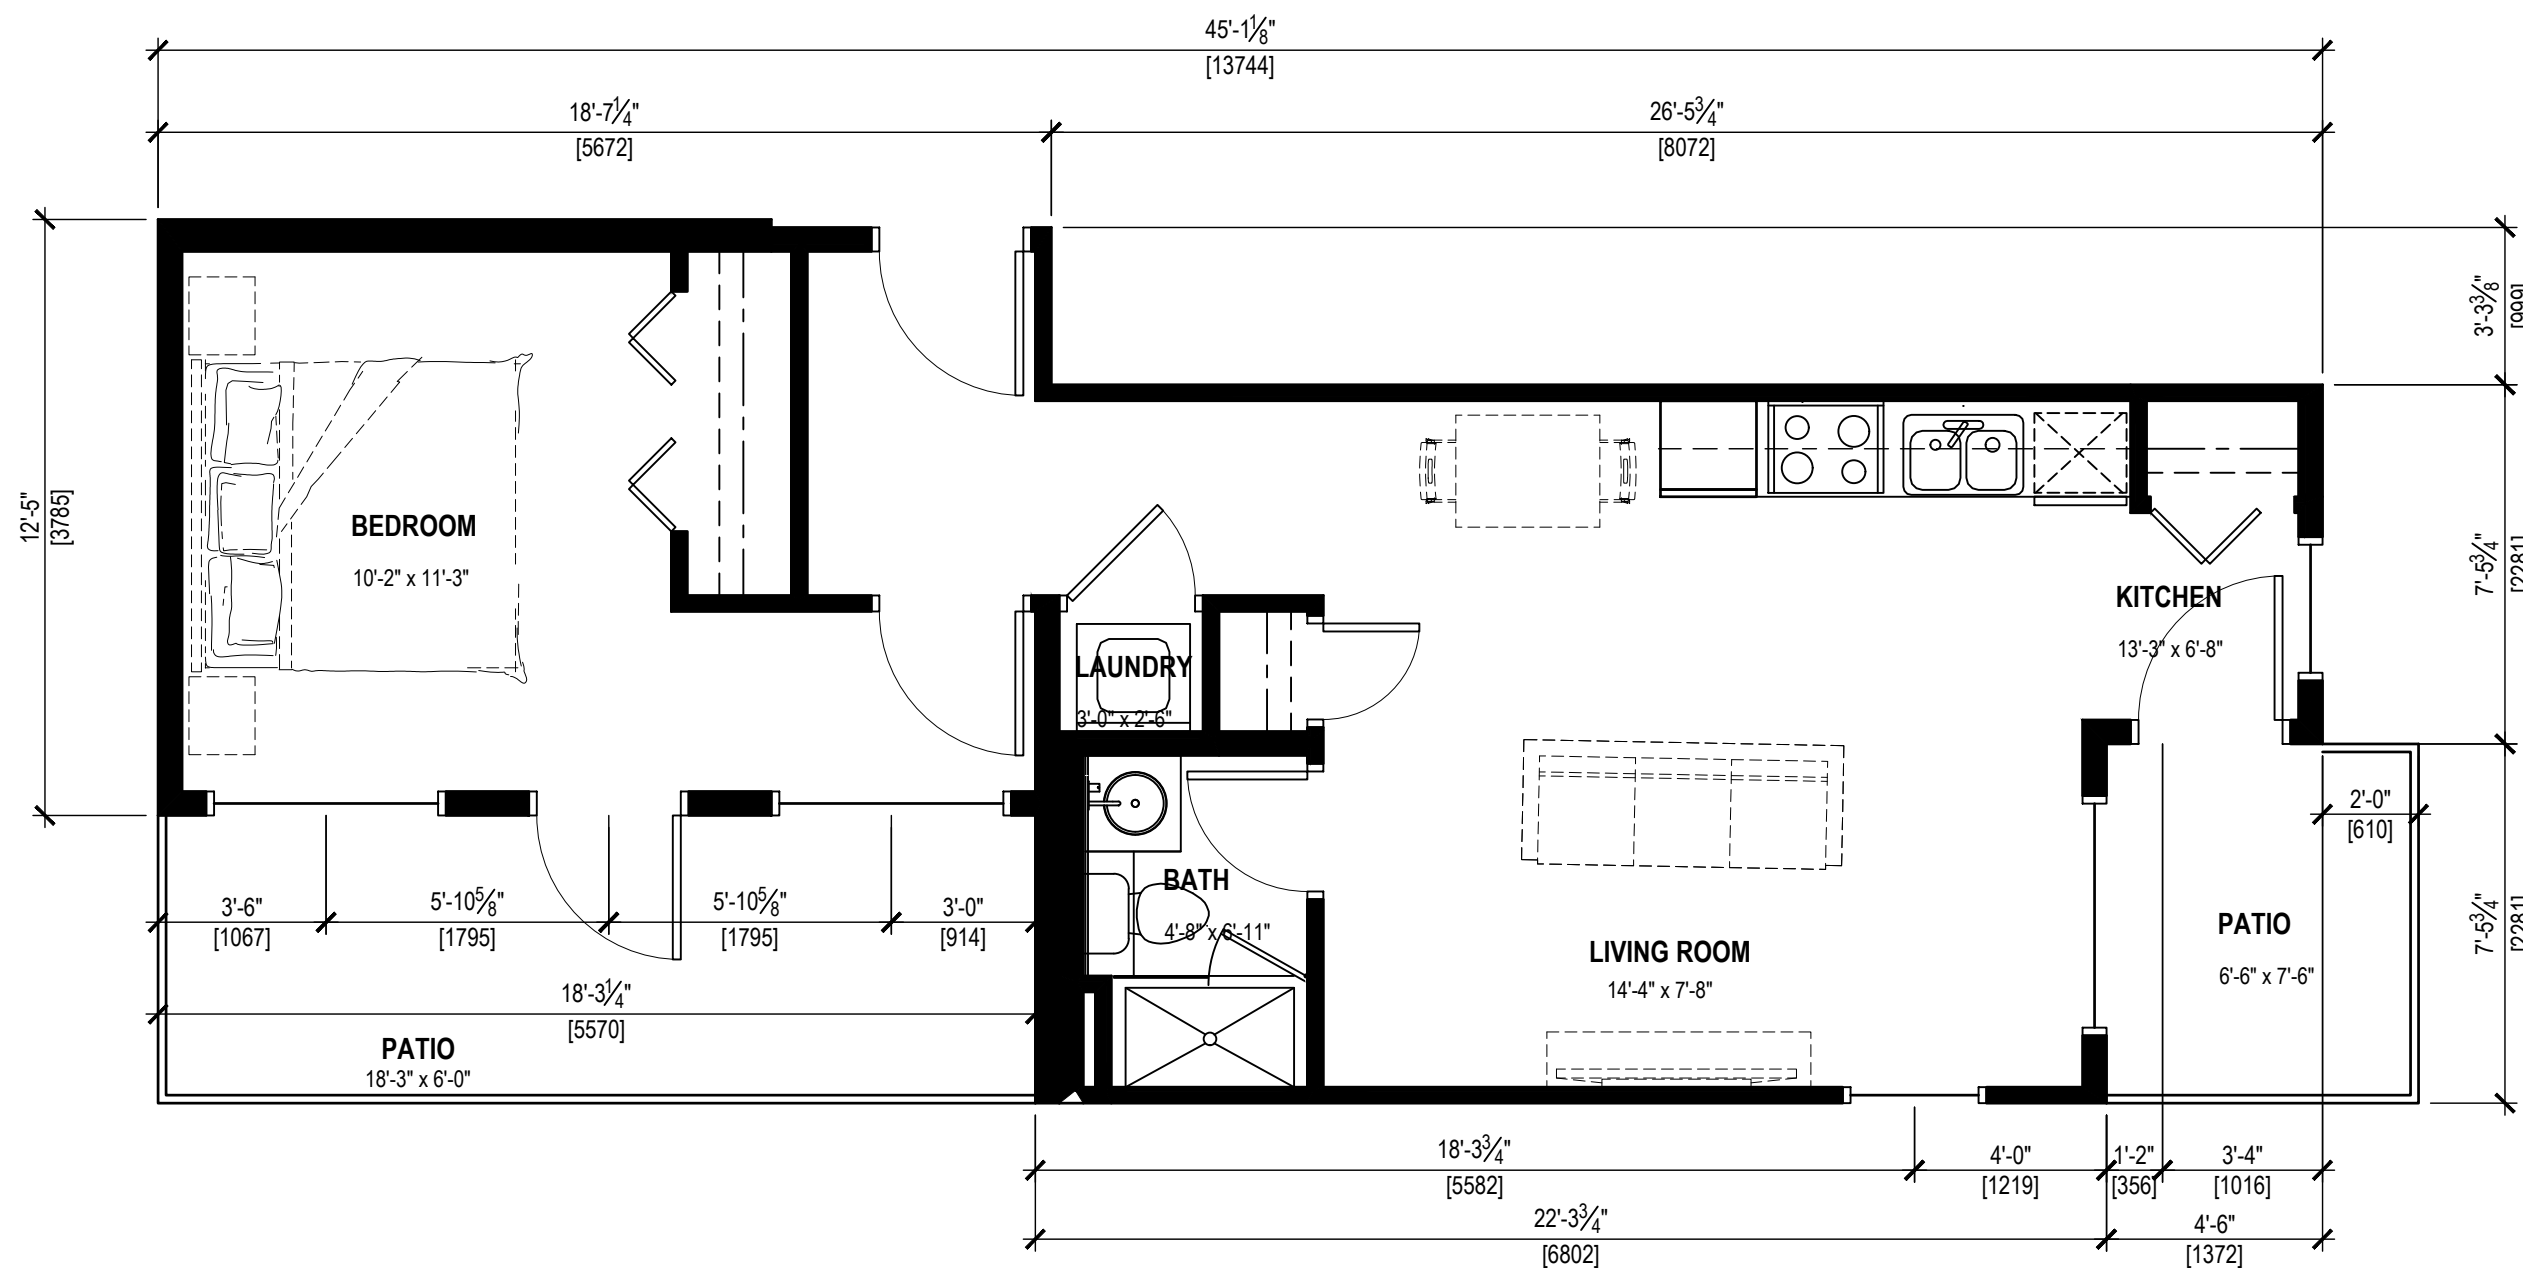 45'-1⅛"
[13744]
18'-7¼"
[5672]
26'-5¾"
[8072]
12'-5"
[3785]
3'-3⅜"
7'-5¾"
[2281]
7'-5¾"
[2281]
BEDROOM
10'-2" x 11'-3"
KITCHEN
13'-3" x 6'-8"
LAUNDRY
3'-0" x 2'-6"
2'-0"
[610]
BATH
4'-8" x 6'-11"
LIVING ROOM
14'-4" x 7'-8"
PATIO
6'-6" x 7'-6"
3'-6"
[1067]
5'-10⅝"
[1795]
5'-10⅝"
[1795]
3'-0"
[914]
18'-3¼"
[5570]
PATIO
18'-3" x 6'-0"
18'-3¾"
[5582]
4'-0"
[1219]
1'-2"
[356]
3'-4"
[1016]
22'-3¾"
[6802]
4'-6"
[1372]